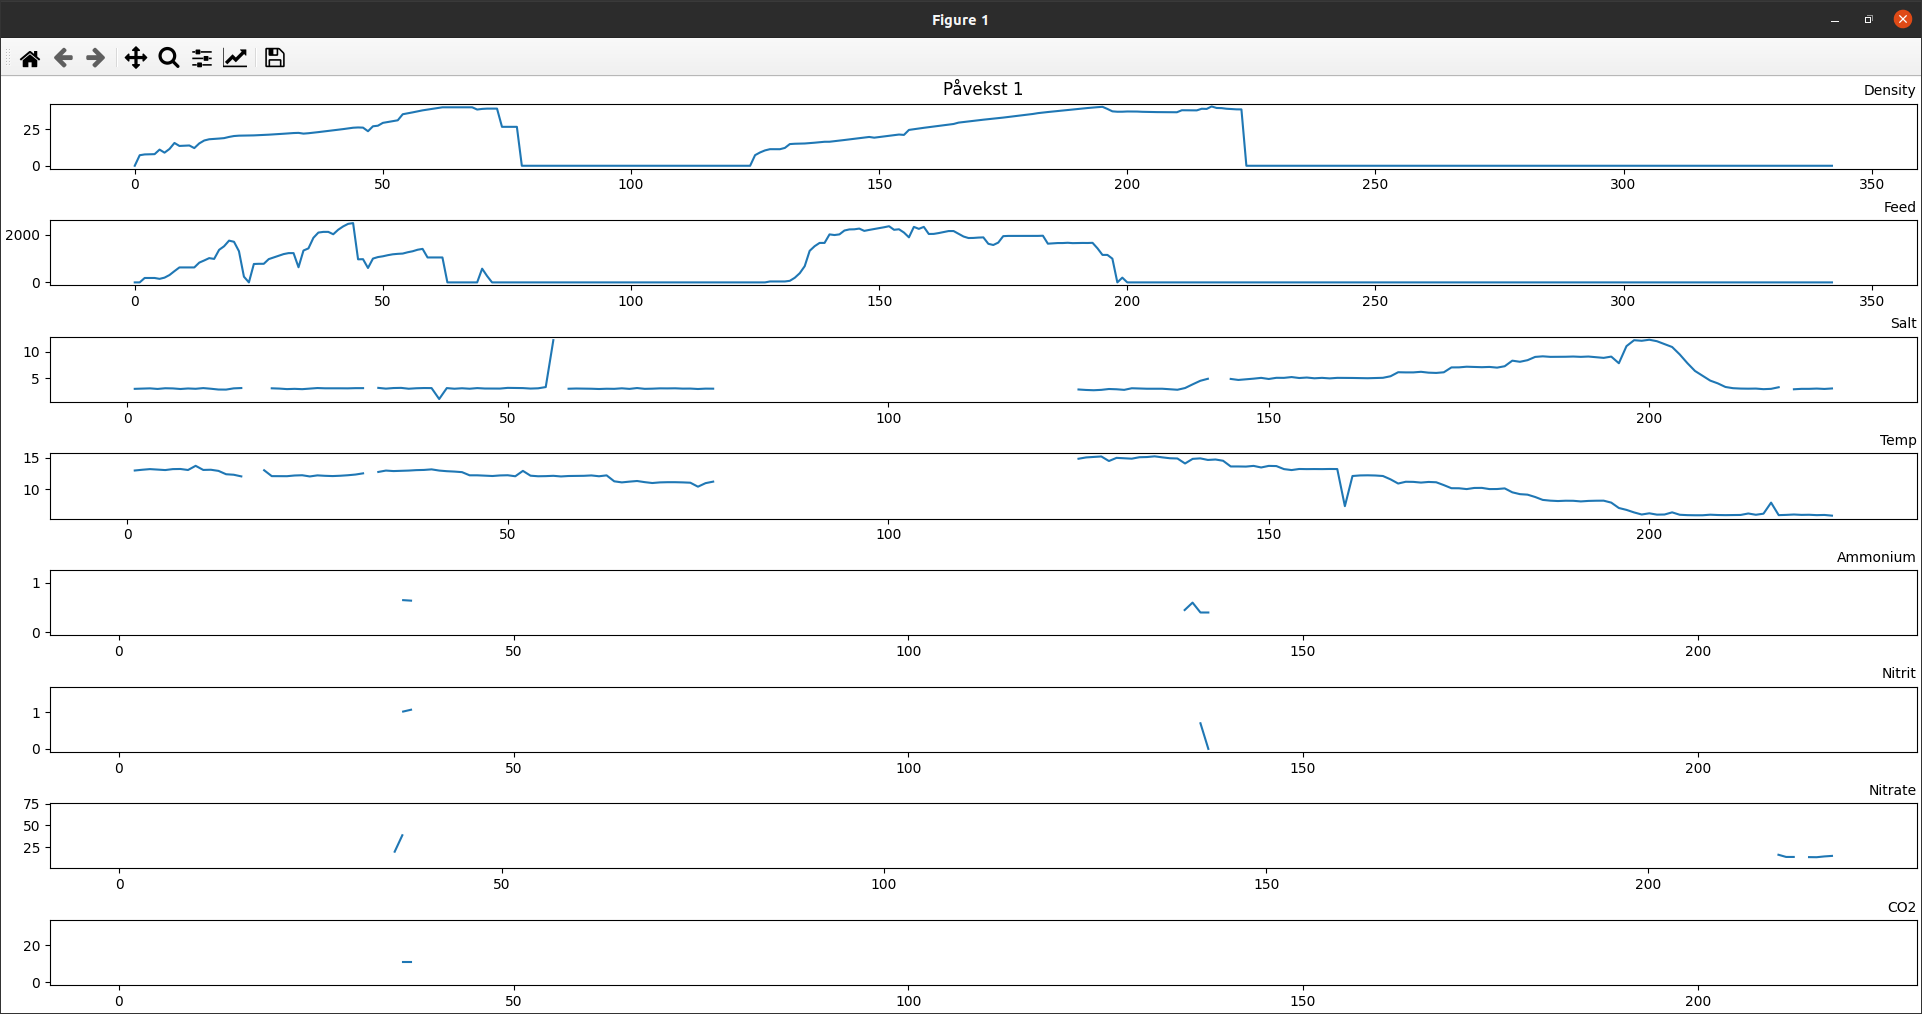 Figure 1
Påvekst 1
Density
25
0
0 50 100 150 200 250 300 350
Feed
2000
0
0 50 100 150 200 250 300 350
Salt
10
5
0 50 100 150 200
Temp
15
10
0 50 100 150 200
Ammonium
1
0
0 50 100 150 200
Nitrit
1
0
0 50 100 150 200
Nitrate
75
50
25
0 50 100 150 200
CO2
20
0
0 50 100 150 200